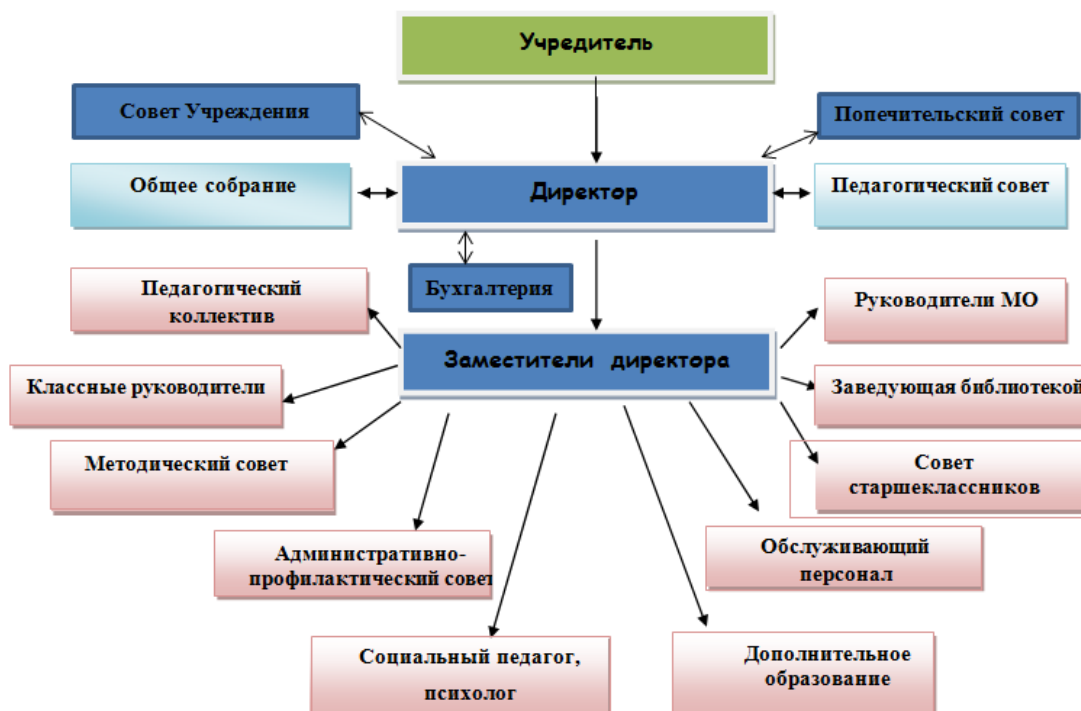 Учредитель
Совет Учреждения
Попечительский совет
Общее собрание
Директор
Педагогический совет
Бухгалтерия
Педагогический
коллектив
Руководители МО
Заместители директора
Классные руководители
Заведующая библиотекой
Методический совет
Совет
старшеклассников
Административно-
профилактический совет
Обслуживающий
персонал
Социальный педагог,
психолог
Дополнительное
образование